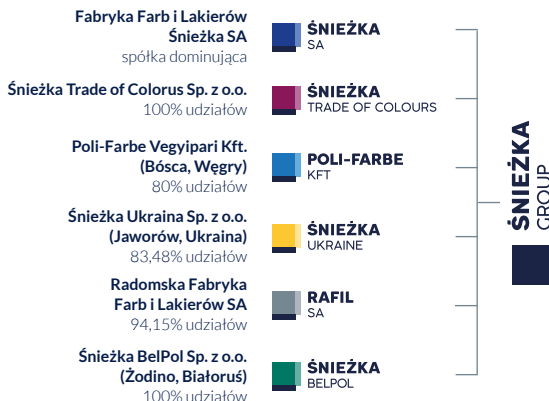 Fabryka Farb i Lakierów
Śnieżka SA
spółka dominująca
ŚNIEŻKA
SA
Śnieżka Trade of Colorus Sp. z o.o.
100% udziałów
ŚNIEŻKA
TRADE OF COLOURS
Poli-Farbe Vegyipari Kft.
(Bósca, Węgry)
80% udziałów
POLI-FARBE
KFT
Śnieżka Ukraina Sp. z o.o.
(Jaworów, Ukraina)
83,48% udziałów
ŚNIEŻKA
UKRAINE
Radomska Fabryka
Farb i Lakierów SA
94,15% udziałów
RAFIL
SA
Śnieżka BelPol Sp. z o.o.
(Żodino, Białoruś)
100% udziałów
ŚNIEŻKA
BELPOL
ŚNIEŻKA
GROUP